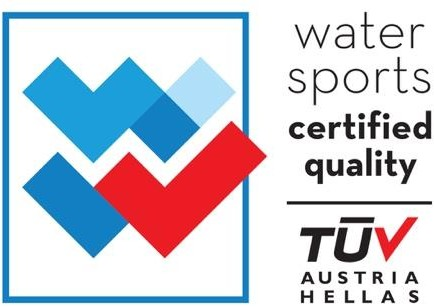 water
sports
certified
quality
TÜV
AUSTRIA
HELLAS